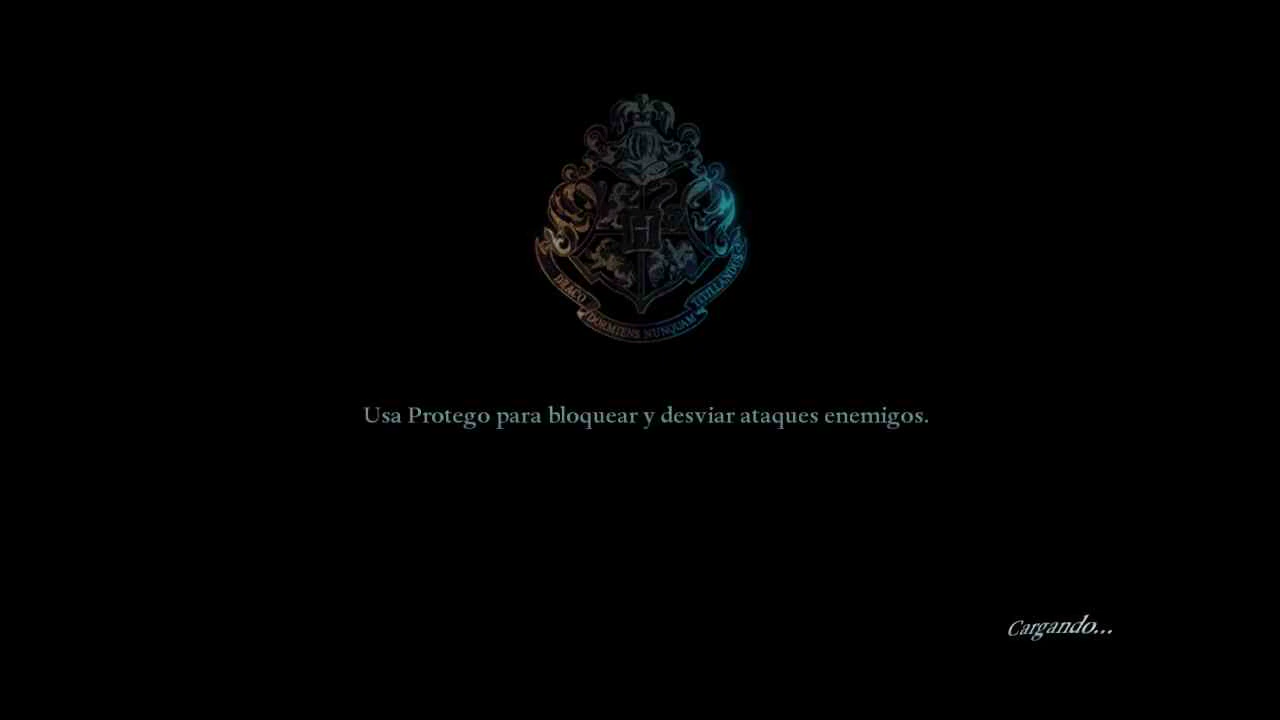 DRACO
DORMIENS NUNQUAM
TITILLANDUS
Usa Protego para bloquear y desviar ataques enemigos.
Cargando...